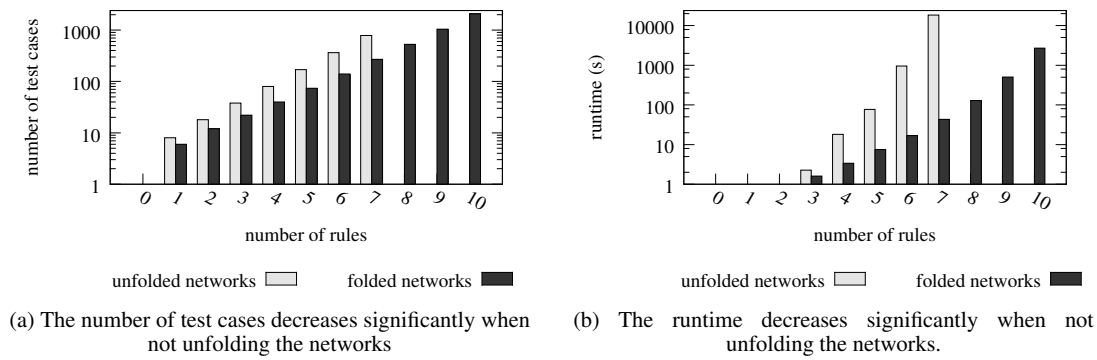 number of test cases
1000
100
10
1
0 1 2 3 4 5 6 7 8 9 10
number of rules
unfolded networks folded networks
(a) The number of test cases decreases significantly when
not unfolding the networks
runtime (s)
10000
1000
100
10
1
0 1 2 3 4 5 6 7 8 9 10
number of rules
unfolded networks folded networks
(b) The runtime decreases significantly when not
unfolding the networks.